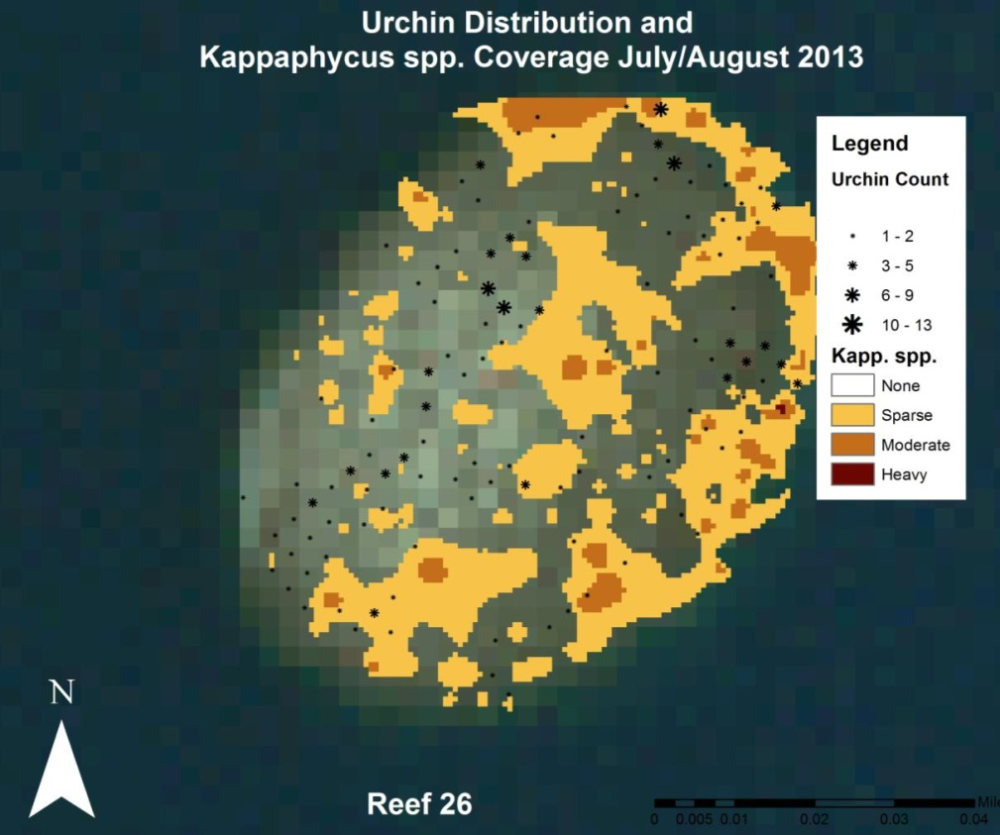 Urchin Distribution and
Kappaphycus spp. Coverage July/August 2013
Legend
Urchin Count
1 - 2
3 - 5
6 - 9
10 - 13
Kapp. spp.
None
Sparse
Moderate
Heavy
N
Reef 26
Mile
0 0.005 0.01 0.02 0.03 0.04